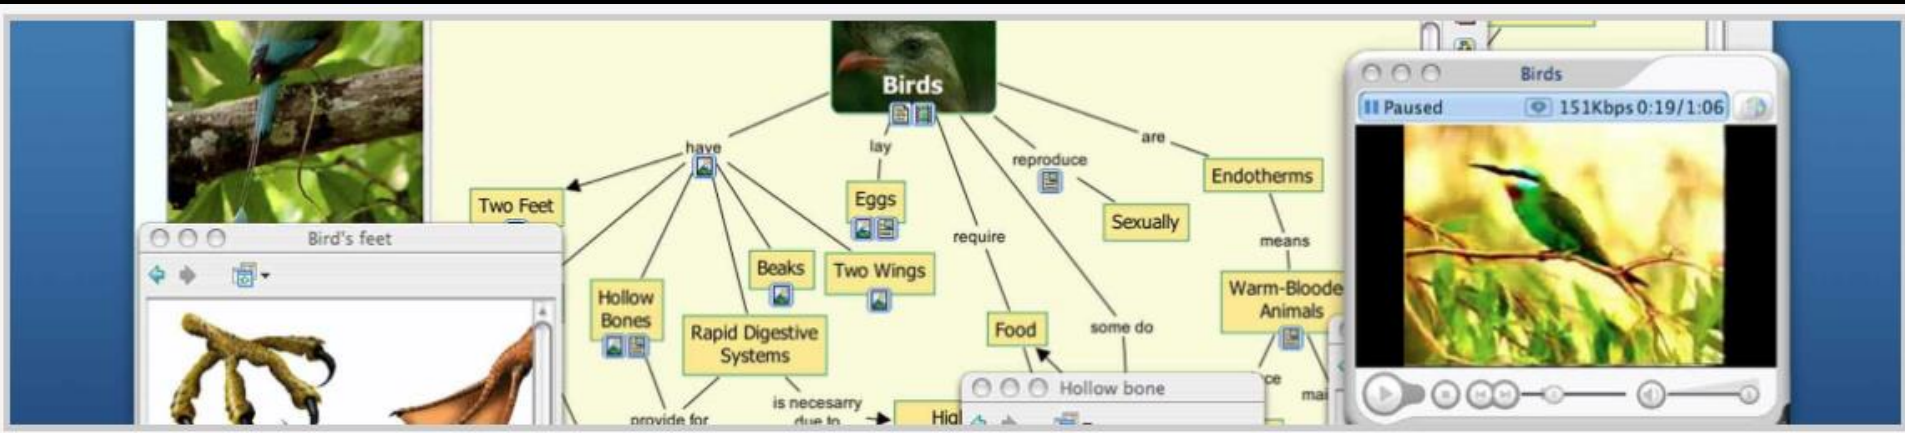 Birds
have
lay
reproduce
are
Two Feet
Eggs
Sexually
Endotherms
require
means
Beaks
Two Wings
Hollow
Bones
Rapid Digestive
Systems
Food
some do
Warm-Bloode
Animals
provide for
is necesarry
due to
Bird's feet
Hollow bone
Birds
Paused
151Kbps 0:19/1:06